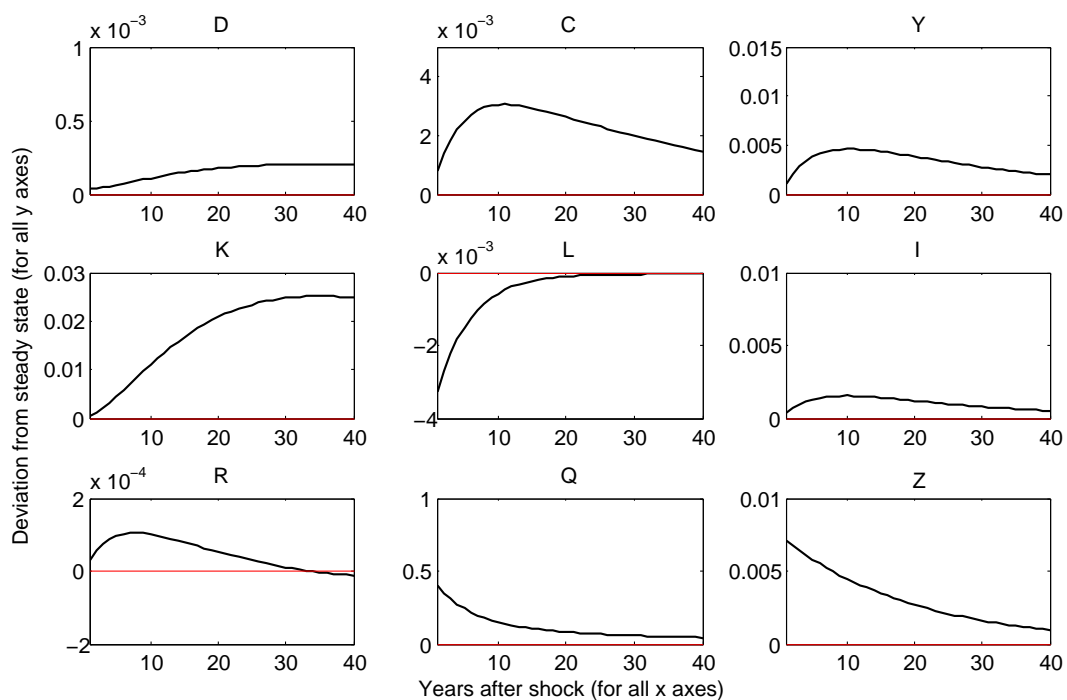 x 10^−3
D
1
0.5
0
10 20 30 40
x 10^−3
C
4
2
0
10 20 30 40
Y
0.015
0.01
0.005
0
10 20 30 40
K
0.03
0.02
0.01
0
10 20 30 40
x 10^−3
L
0
−2
−4
10 20 30 40
I
0.01
0.005
0
10 20 30 40
x 10^−4
R
2
0
−2
10 20 30 40
Q
1
0.5
0
10 20 30 40
Z
0.01
0.005
0
10 20 30 40
Deviation from steady state (for all y axes)
Years after shock (for all x axes)